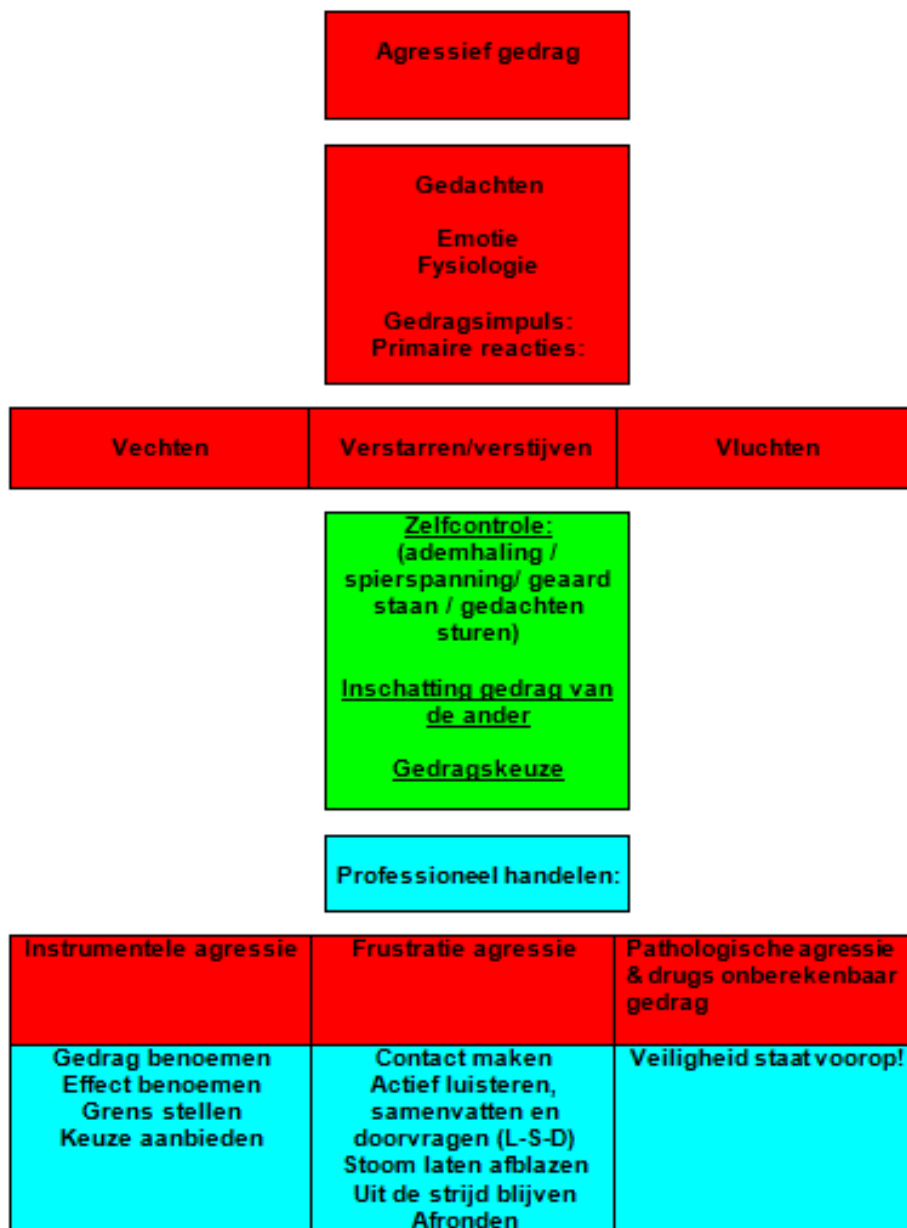 Agressief gedrag
Gedachten
Emotie
Fysiologie
Gedragsimpuls:
Primaire reacties:
Vechten
Verstarren/verstijven
Vluchten
Zelfcontrole:
(ademhaling /
spierspanning/ geaard
staan / gedachten
sturen)
Inschatting gedrag van
de ander
Gedragskeuze
Professioneel handelen:
Instrumentele agressie
Frustratie agressie
Pathologische agressie
& drugs onberekenbaar
gedrag
Gedrag benoemen
Effect benoemen
Grens stellen
Keuze aanbieden
Contact maken
Actief luisteren,
samenvatten en
doorvragen (L-S-D)
Stoom laten afblazen
Uit de strijd blijven
Afronden
Veiligheid staat voorop!